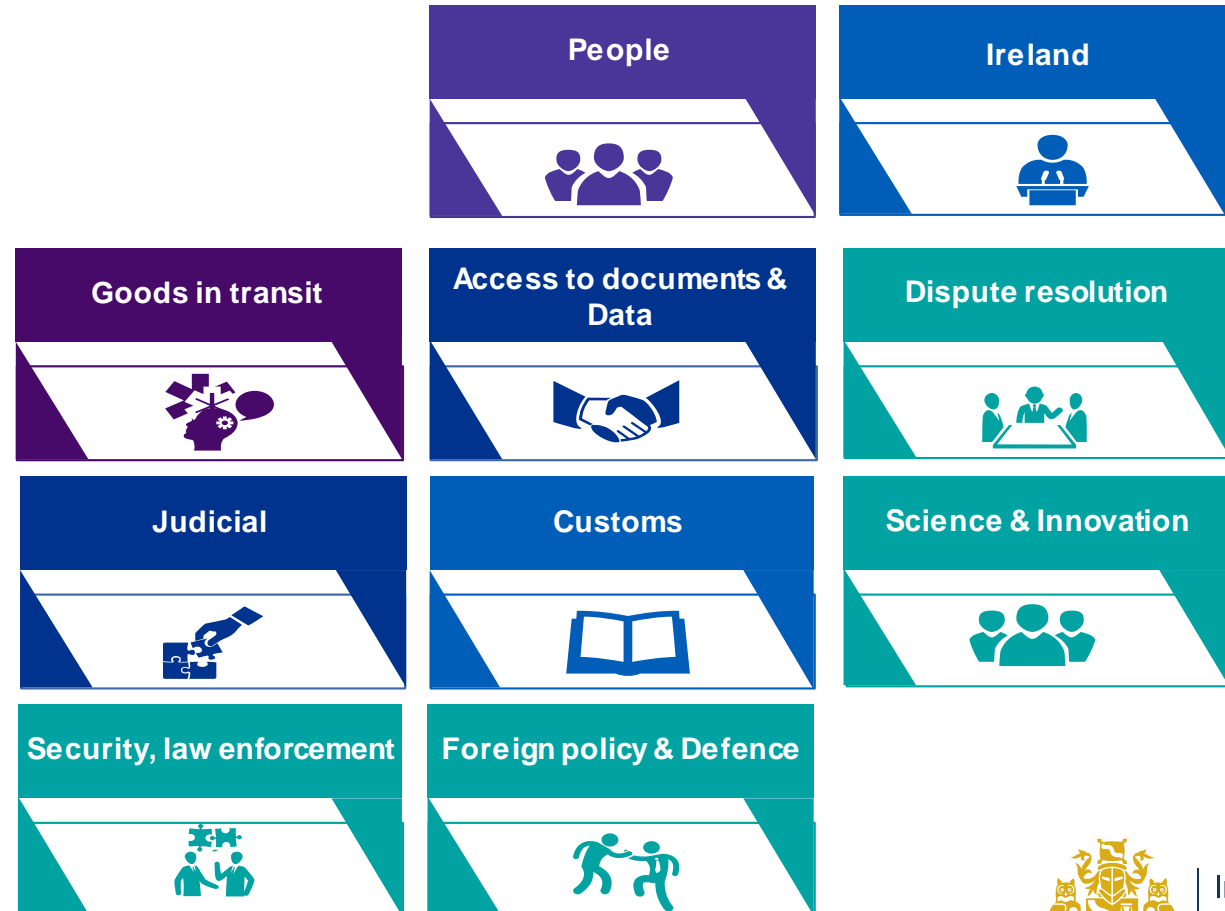 People
Ireland
Goods in transit
Access to documents &
Data
Dispute resolution
Judicial
Customs
Science & Innovation
Security, law enforcement
Foreign policy & Defence